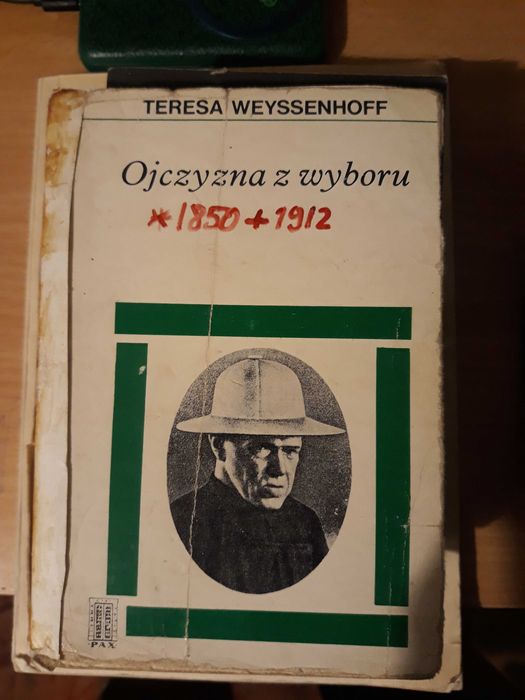 TERESA WEYSSENHOFF
Ojczyzna z wyboru
*1850 +1912
PAX